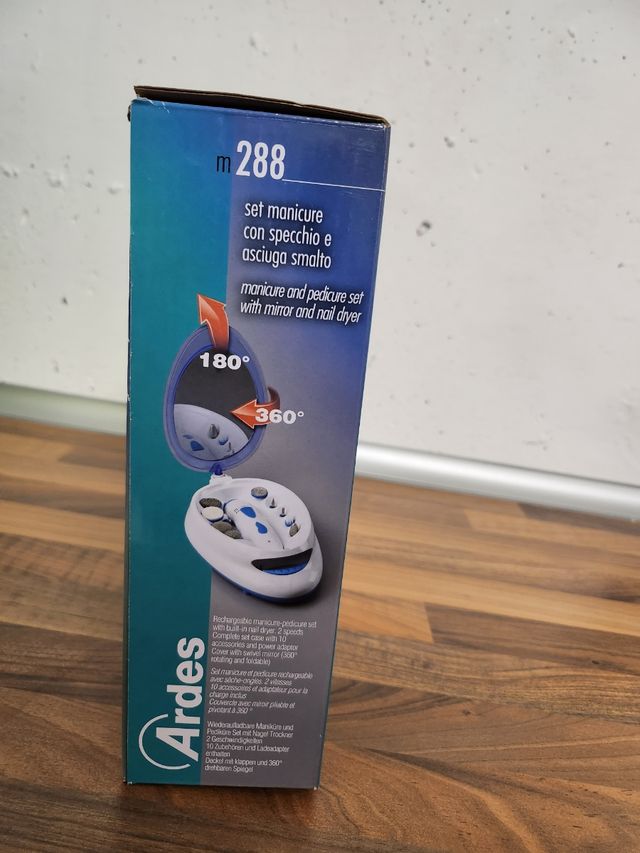 m 288
set manicure
con specchio e
asciuga smalto
manicure and pedicure set
with mirror and nail dryer
180°
360°
Rechargeable manicure-pedicure set
with built-in nail dryer. 2 speeds
Complete set case with 10
accessories and power adaptor
Cover with swivel mirror (360°
rotating and foldable)
Set manicure et pedicure rechargeable
avec sèche-ongles. 2 vitesses
10 accessoires et adaptateur pour la
charge inclus
Couvercle avec miroir pliable et
pivotant à 360 °
Wiederaufladbare Maniküre und
Pediküre Set mit Nagel Trockner
2 Geschwindigkeiten
10 Zubehören und Ladeadapter
enthalten
Deckel mit klappen und 360°
drehbaren Spiegel
Ardes